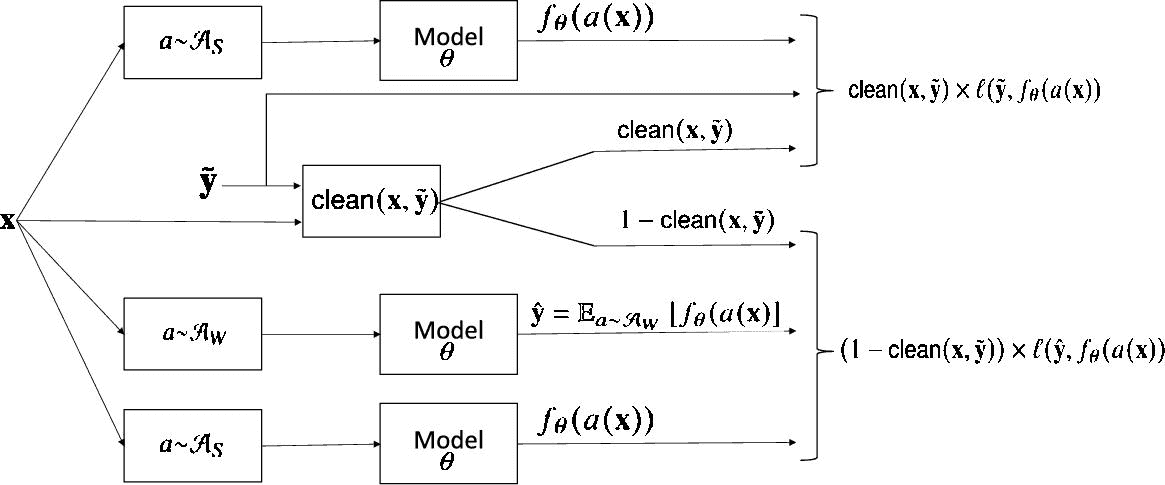 a~𝒜_S
Model
θ
f_θ(a(𝐱))
clean(𝐱, 𝐲̃) × ℓ(𝐲̃, f_θ(a(𝐱))
clean(𝐱, 𝐲̃)
𝐲̃
clean(𝐱, 𝐲̃)
𝐱
1 − clean(𝐱, 𝐲̃)
a~𝒜_W
Model
θ
𝐲̂ = 𝔼_{a~𝒜_W} [f_θ(a(𝐱)]
(1 − clean(𝐱, 𝐲̃)) × ℓ(𝐲̂, f_θ(a(𝐱))
a~𝒜_S
Model
θ
f_θ(a(𝐱))